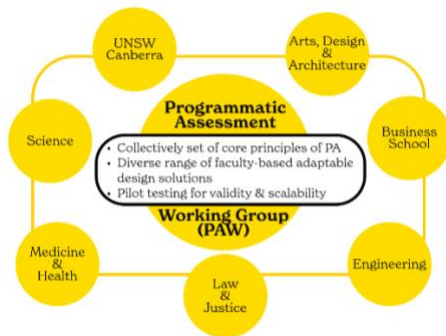 UNSW
Canberra
Arts, Design
&
Architecture
Programmatic
Assessment
Science
• Collectively set of core principles of PA
• Diverse range of faculty-based adaptable
design solutions
• Pilot testing for validity & scalability
Business
School
Working Group
(PAW)
Medicine
&
Health
Engineering
Law
&
Justice